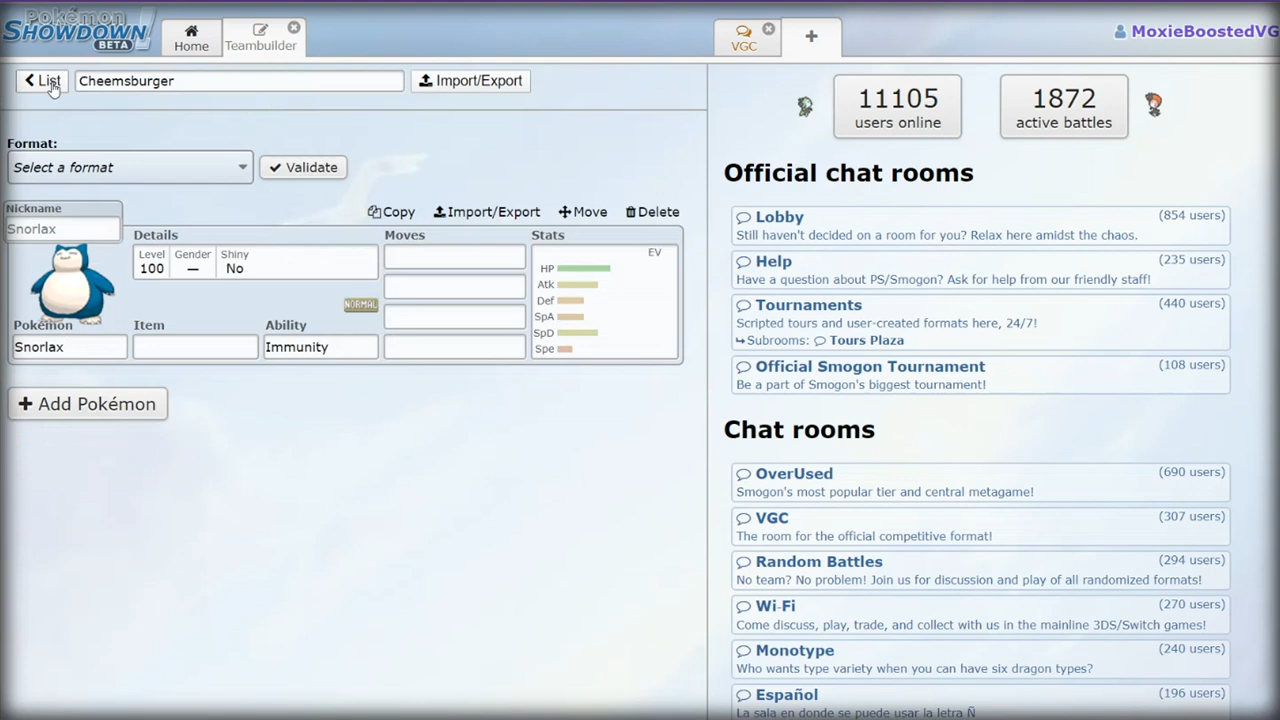 Pokémon
SHOWDOWN!
BETA
Home
Teambuilder
VGC
MoxieBoostedVG
List
Cheemsburger
Import/Export
11105
users online
1872
active battles
Format:
Select a format
Validate
Official chat rooms
Nickname
Snorlax
Copy
Import/Export
Move
Delete
Details
Moves
Stats
Level
Gender
Shiny
100
—
No
EV
HP
Atk
Def
SpA
SpD
Spe
NORMAL
Pokémon
Item
Ability
Snorlax
Immunity
Add Pokémon
Lobby (854 users)
Still haven't decided on a room for you? Relax here amidst the chaos.
Help (235 users)
Have a question about PS/Smogon? Ask for help from our friendly staff!
Tournaments (440 users)
Scripted tours and user-created formats here, 24/7!
↳Subrooms: Tours Plaza
Official Smogon Tournament (108 users)
Be a part of Smogon's biggest tournament!
Chat rooms
OverUsed (690 users)
Smogon's most popular tier and central metagame!
VGC (307 users)
The room for the official competitive format!
Random Battles (294 users)
No team? No problem! Join us for discussion and play of all randomized formats!
Wi-Fi (270 users)
Come discuss, play, trade, and collect with us in the mainline 3DS/Switch games!
Monotype (240 users)
Who wants type variety when you can have six dragon types?
Español (196 users)
La sala en donde se puede usar la letra Ñ